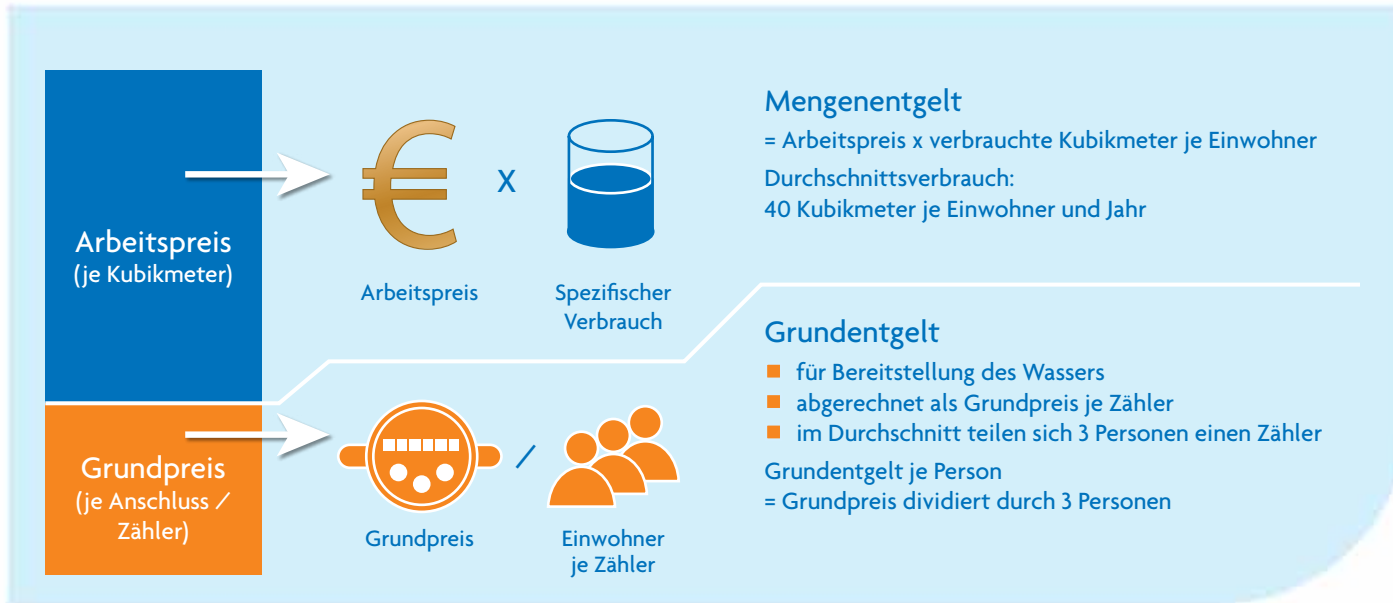 Arbeitspreis
(je Kubikmeter)
€
x
Arbeitspreis
Spezifischer
Verbrauch
Mengenentgelt
= Arbeitspreis x verbrauchte Kubikmeter je Einwohner
Durchschnittsverbrauch:
40 Kubikmeter je Einwohner und Jahr
Grundpreis
(je Anschluss /
Zähler)
/
Grundpreis
Einwohner
je Zähler
Grundentgelt
für Bereitstellung des Wassers
abgerechnet als Grundpreis je Zähler
im Durchschnitt teilen sich 3 Personen einen Zähler
Grundentgelt je Person
= Grundpreis dividiert durch 3 Personen